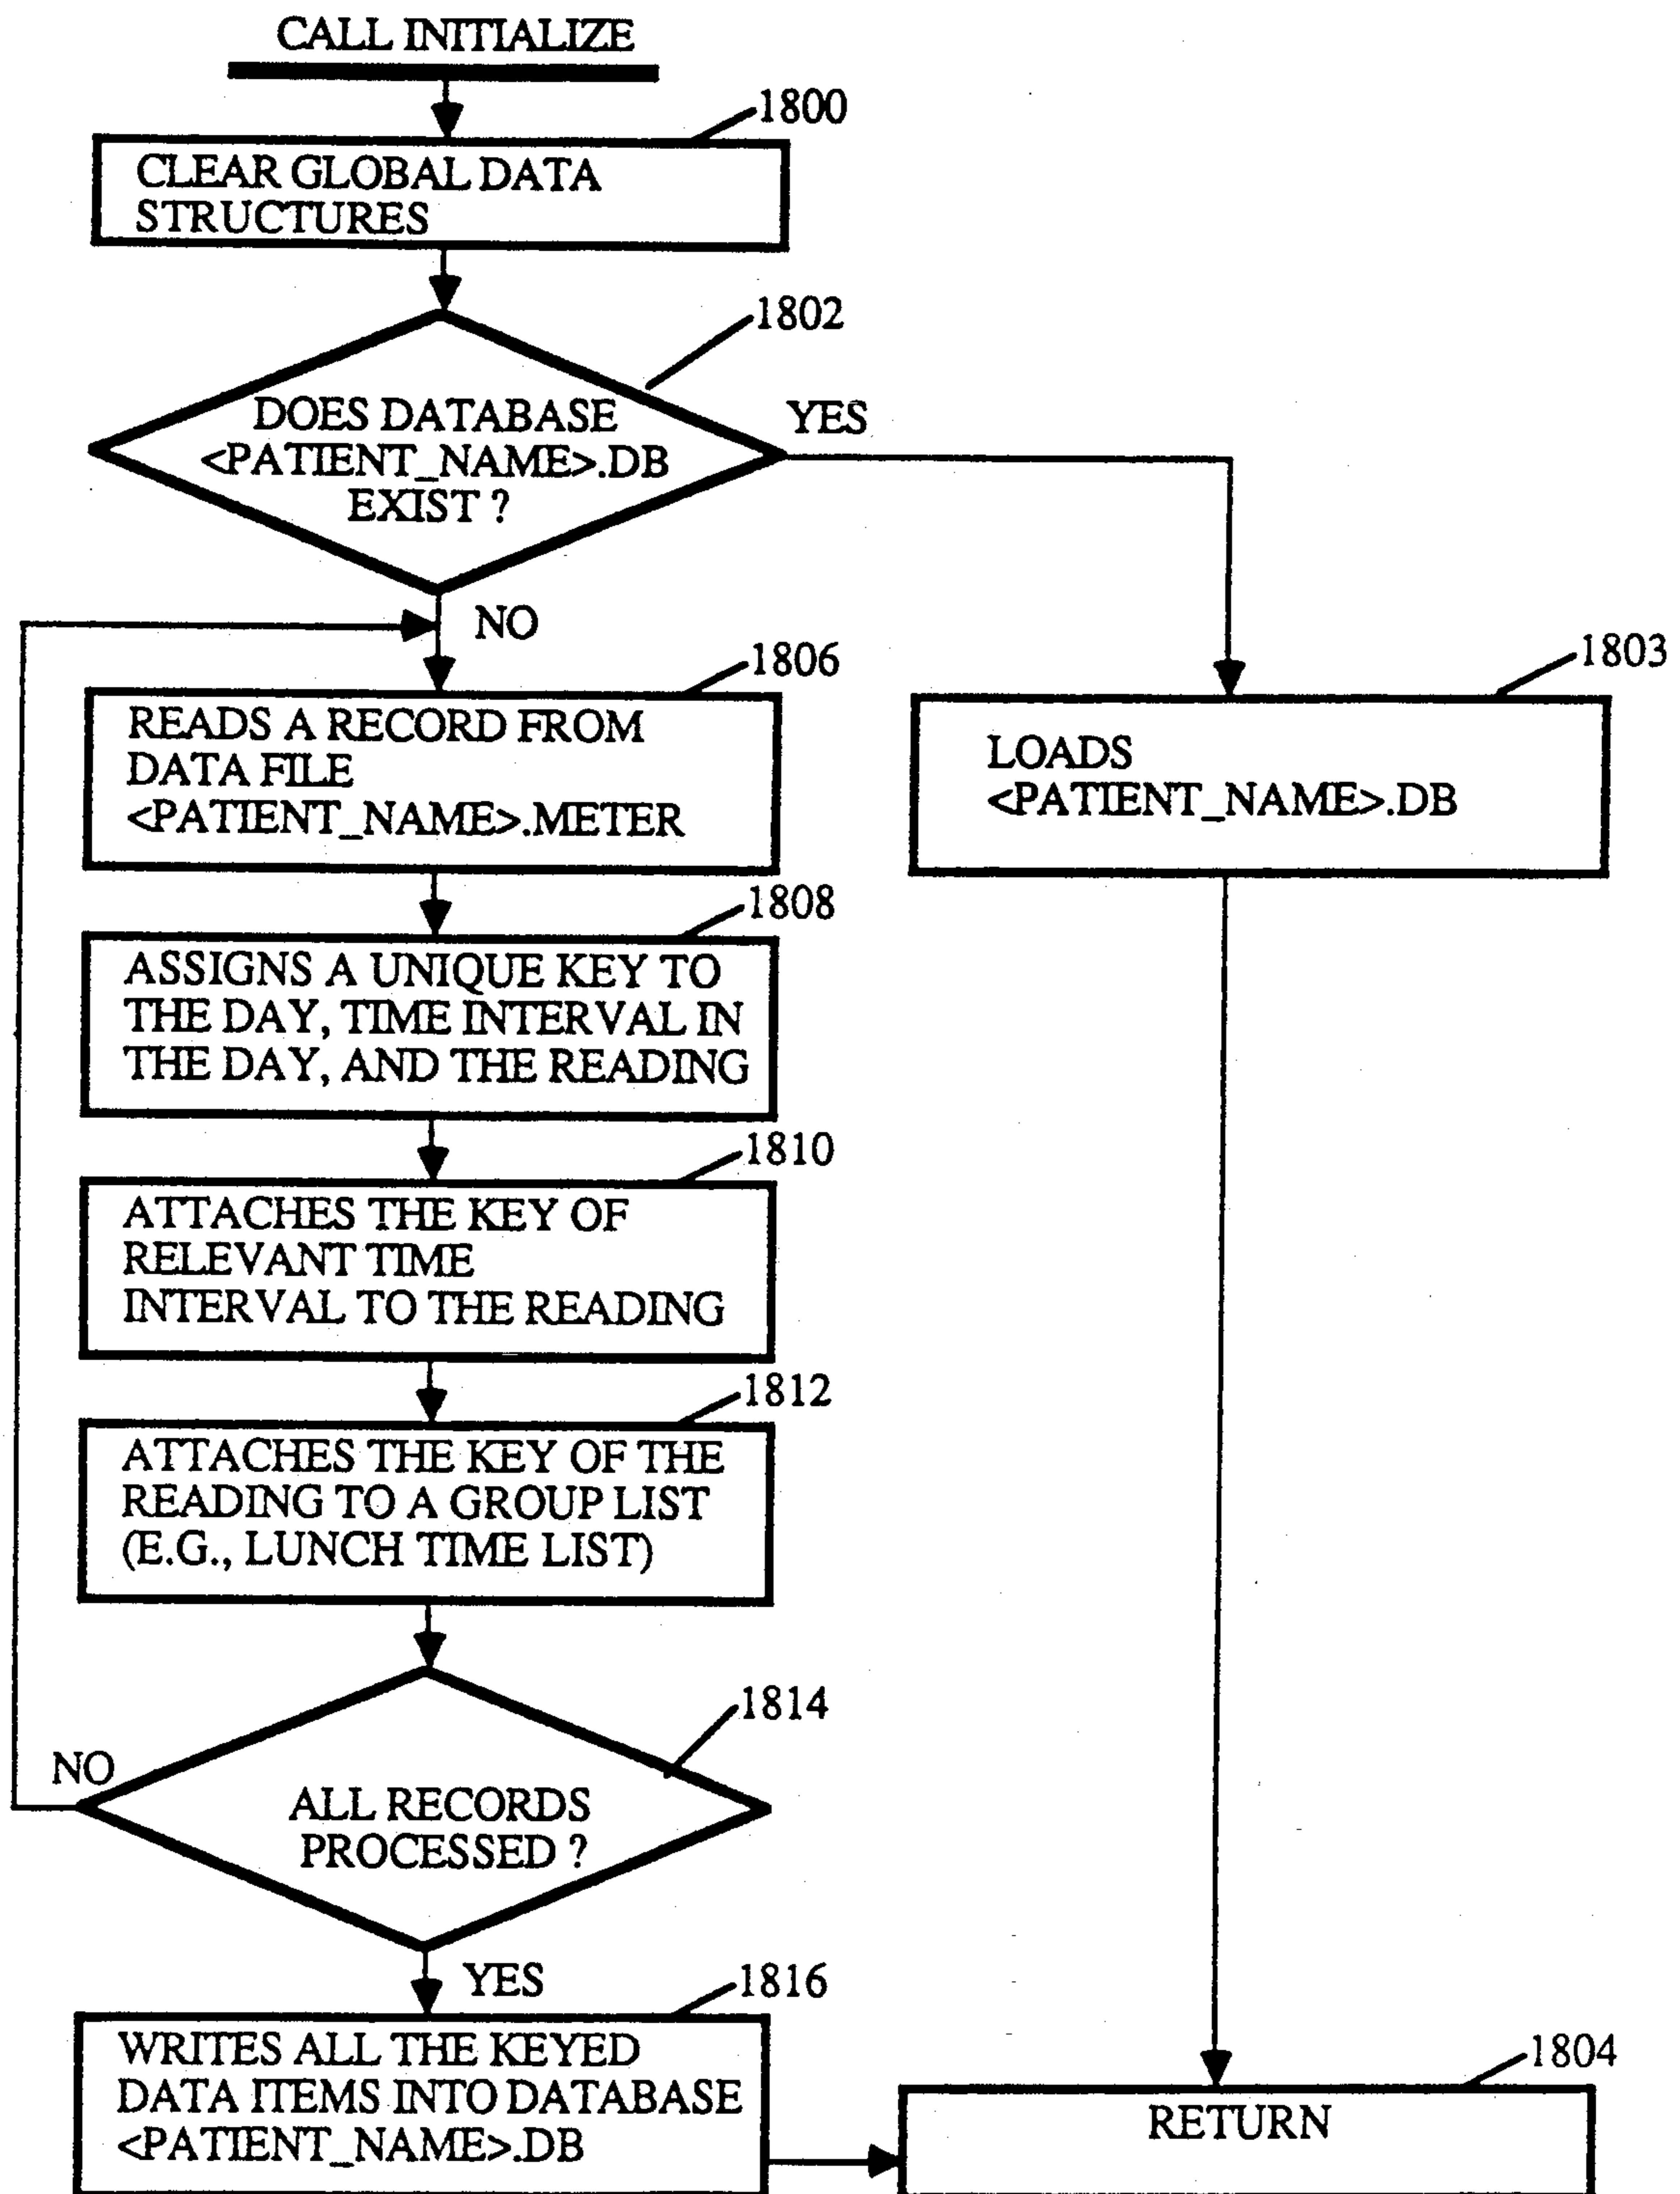 CALL INITIALIZE
1800
CLEAR GLOBAL DATA
STRUCTURES
1802
DOES DATABASE
<PATIENT_NAME>.DB
EXIST ?
YES
NO
1806
READS A RECORD FROM
DATA FILE
<PATIENT_NAME>.METER
1803
LOADS
<PATIENT_NAME>.DB
1808
ASSIGNS A UNIQUE KEY TO
THE DAY, TIME INTERVAL IN
THE DAY, AND THE READING
1810
ATTACHES THE KEY OF
RELEVANT TIME
INTERVAL TO THE READING
1812
ATTACHES THE KEY OF THE
READING TO A GROUP LIST
(E.G., LUNCH TIME LIST)
1814
NO
ALL RECORDS
PROCESSED ?
YES
1816
WRITES ALL THE KEYED
DATA ITEMS INTO DATABASE
<PATIENT_NAME>.DB
1804
RETURN